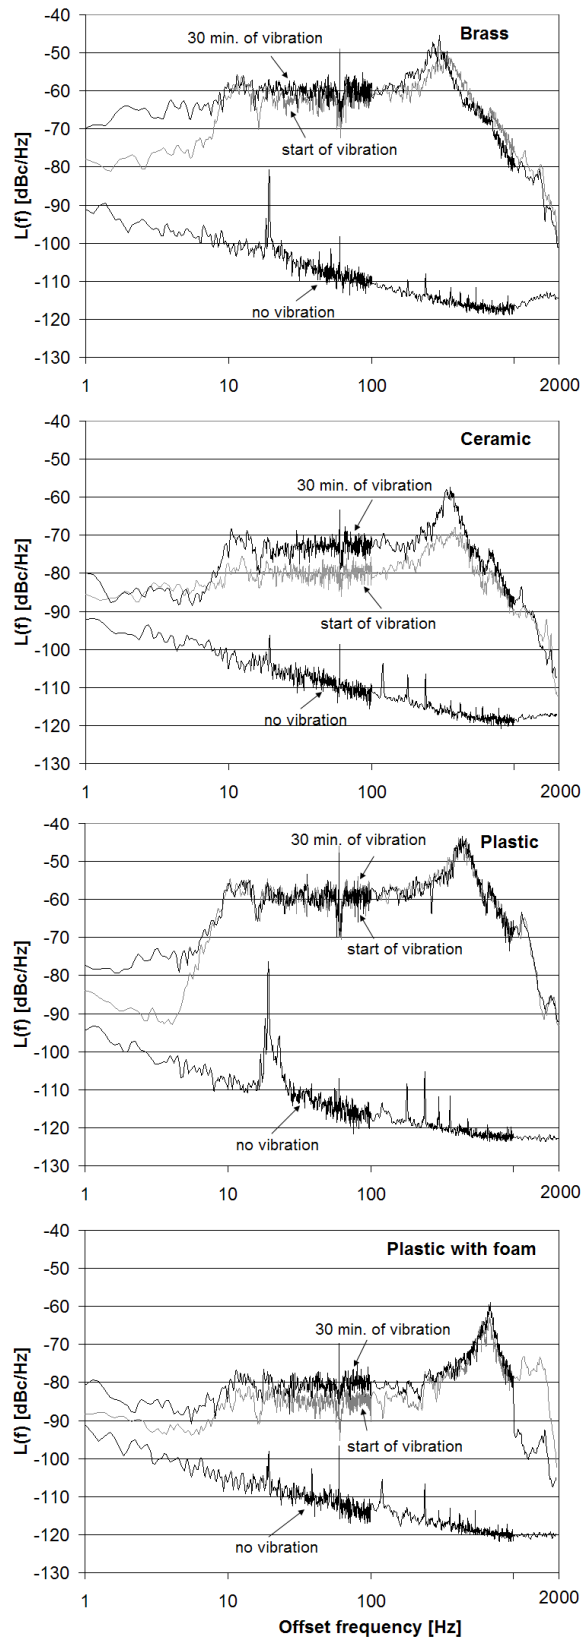 -40
Brass
30 min. of vibration
-50
-60
-70
start of vibration
-80
-90
L(f) [dBc/Hz]
-100
-110
no vibration
-120
-130
1
10
100
2000
-40
Ceramic
-50
30 min. of vibration
-60
-70
-80
start of vibration
-90
L(f) [dBc/Hz]
-100
-110
no vibration
-120
-130
1
10
100
2000
-40
30 min. of vibration
Plastic
-50
-60
-70
start of vibration
-80
-90
L(f) [dBc/Hz]
-100
-110
-120
no vibration
-130
1
10
100
2000
-40
Plastic with foam
-50
-60
30 min. of vibration
-70
-80
-90
start of vibration
L(f) [dBc/Hz]
-100
-110
no vibration
-120
-130
1
10
100
2000
Offset frequency [Hz]